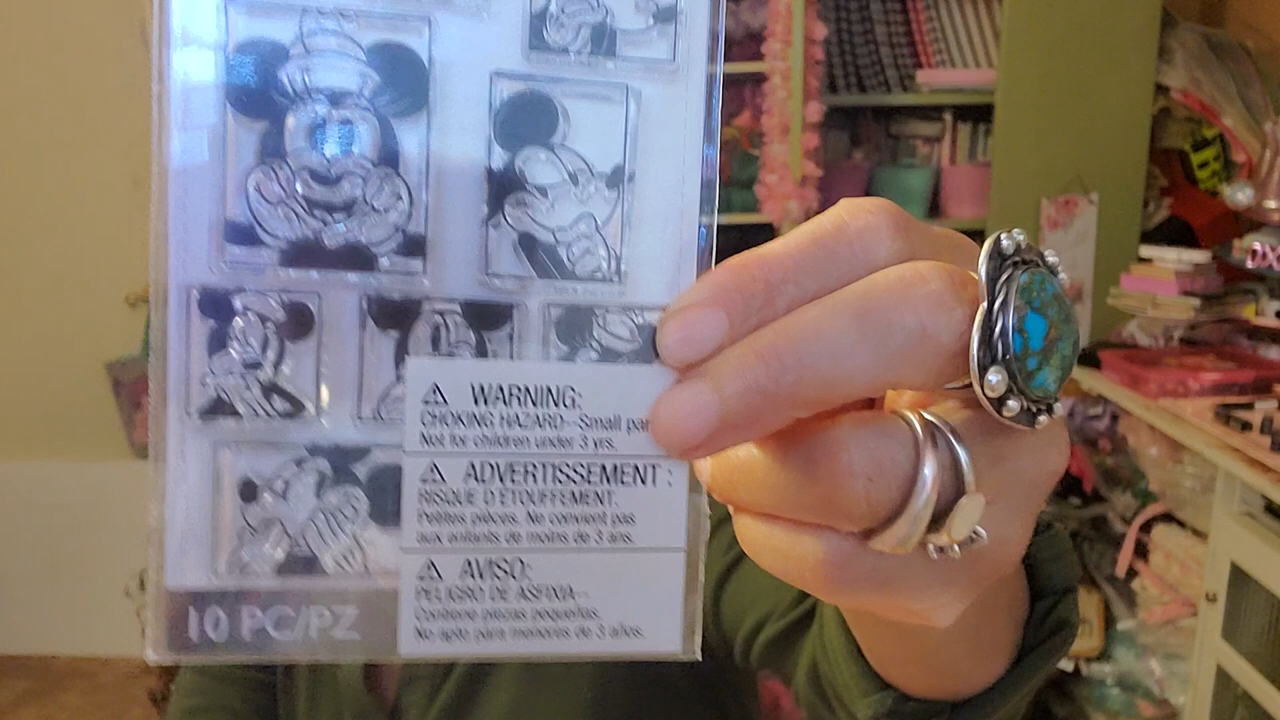 WARNING:
CHOKING HAZARD--Small par
Not for children under 3 yrs.
ADVERTISSEMENT :
RISQUE D'ÉTOUFFEMENT.
Petites pièces. Ne convient pas
aux enfants de moins de 3 ans.
AVISO:
PELIGRO DE ASFIXIA--
Contiene piezas pequeñas.
No apto para menores de 3 años.
10 PC/PZ